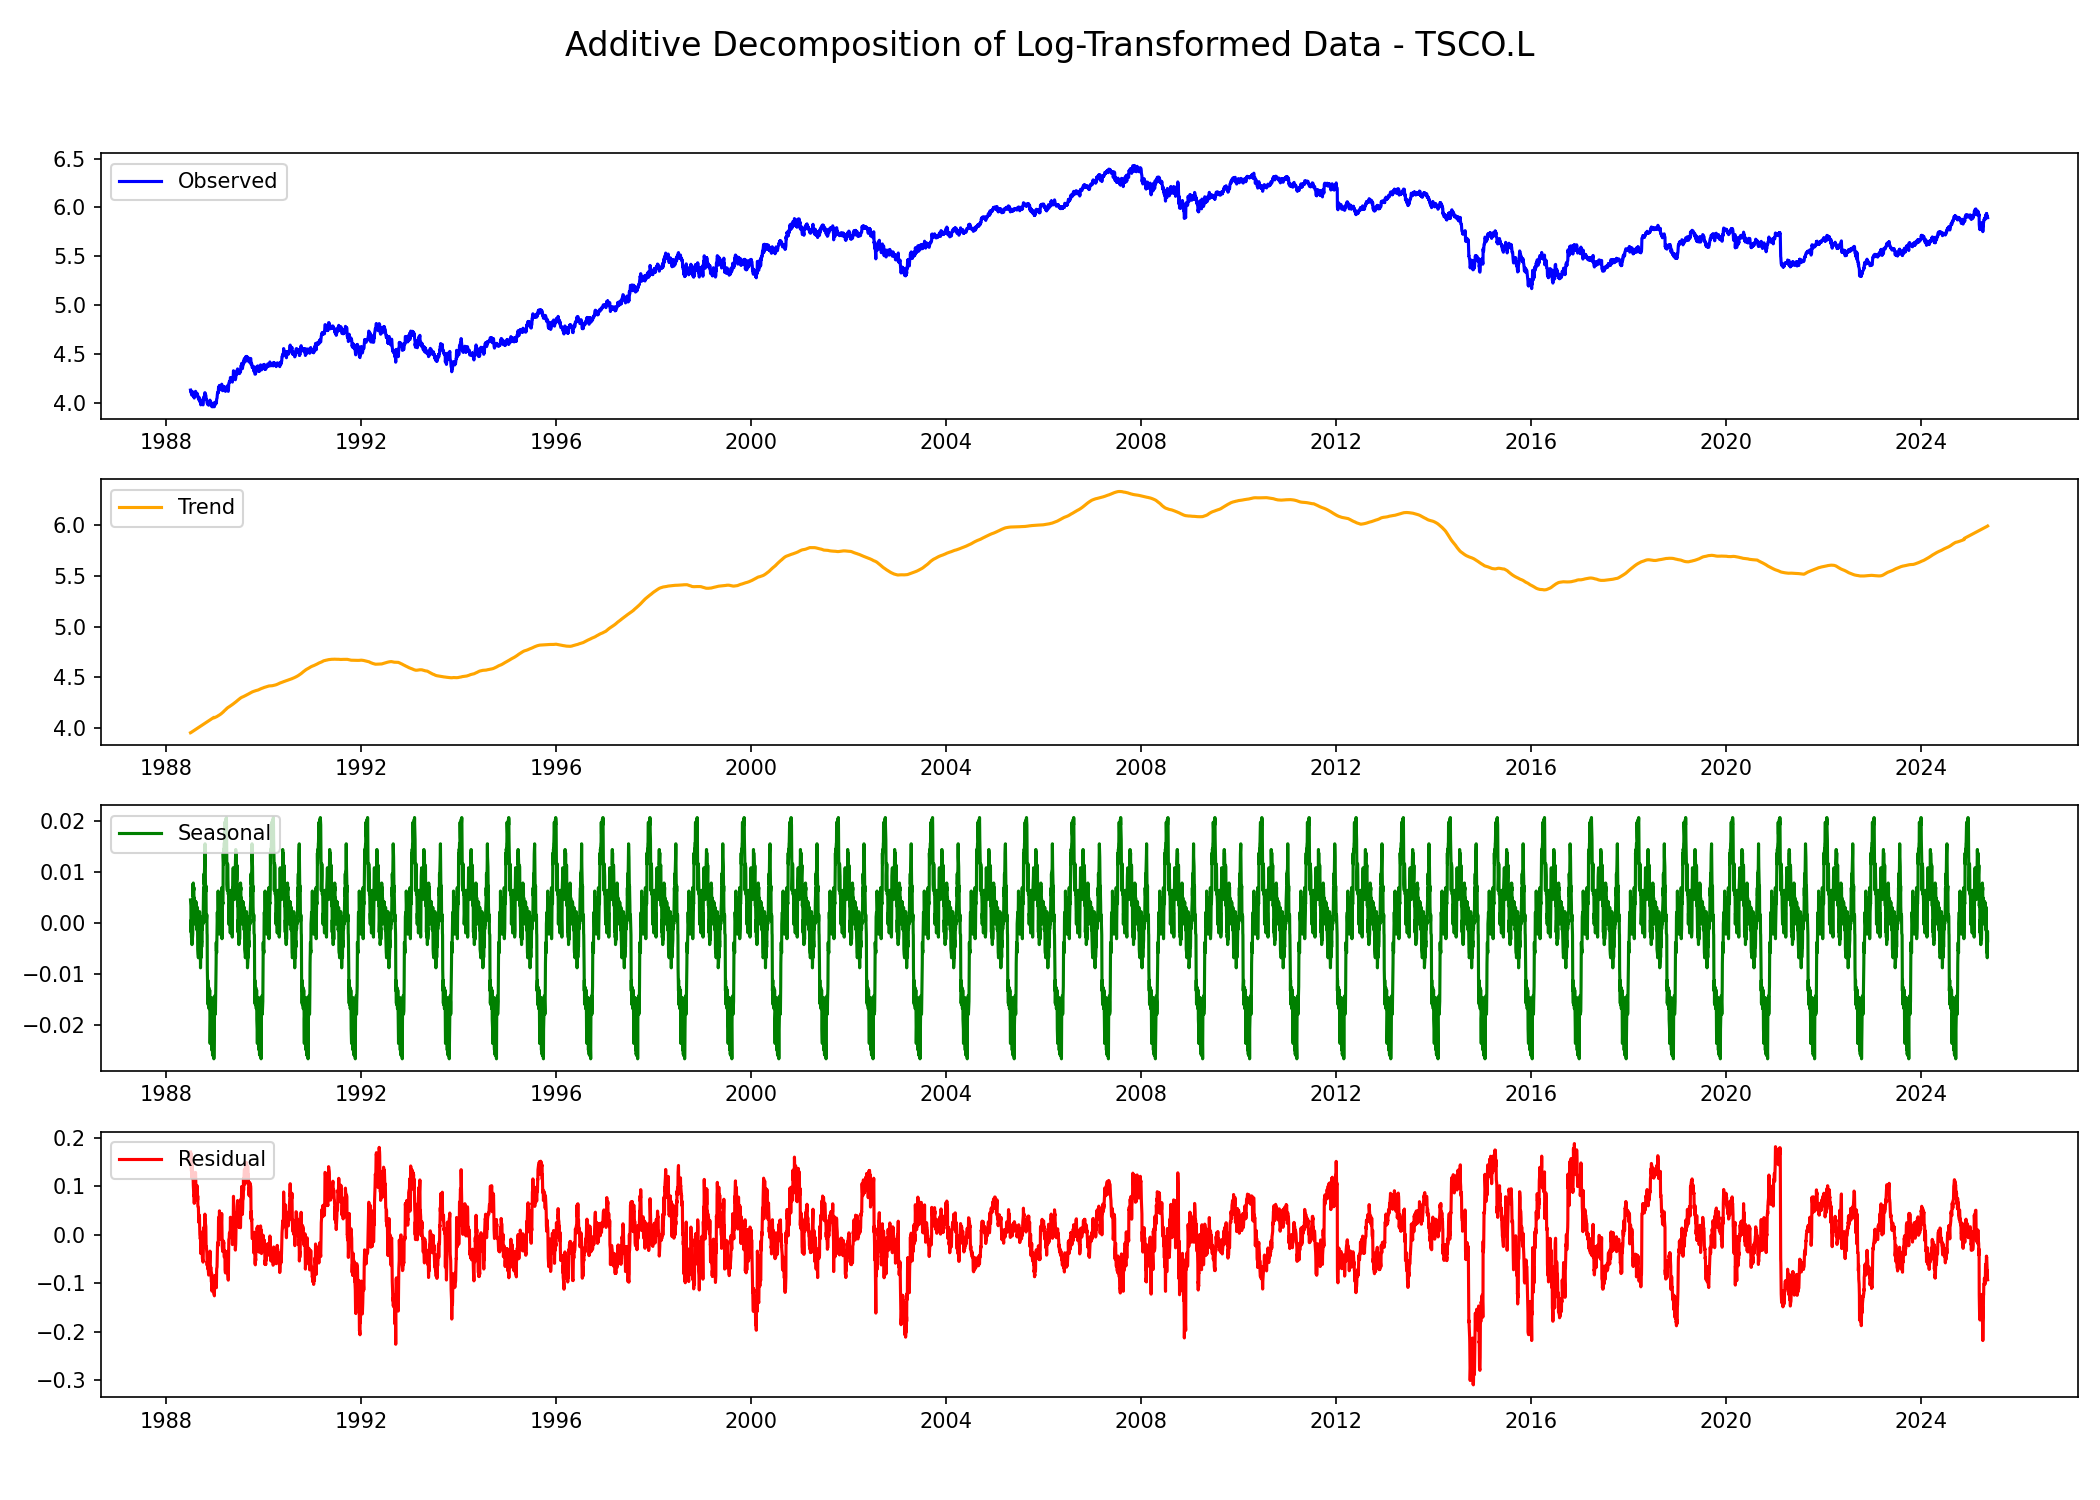 Additive Decomposition of Log-Transformed Data - TSCO.L
6.5
6.0
5.5
5.0
4.5
4.0
Observed
1988 1992 1996 2000 2004 2008 2012 2016 2020 2024
6.0
5.5
5.0
4.5
4.0
Trend
1988 1992 1996 2000 2004 2008 2012 2016 2020 2024
0.02
0.01
0.00
−0.01
−0.02
Seasonal
1988 1992 1996 2000 2004 2008 2012 2016 2020 2024
0.2
0.1
0.0
−0.1
−0.2
−0.3
Residual
1988 1992 1996 2000 2004 2008 2012 2016 2020 2024